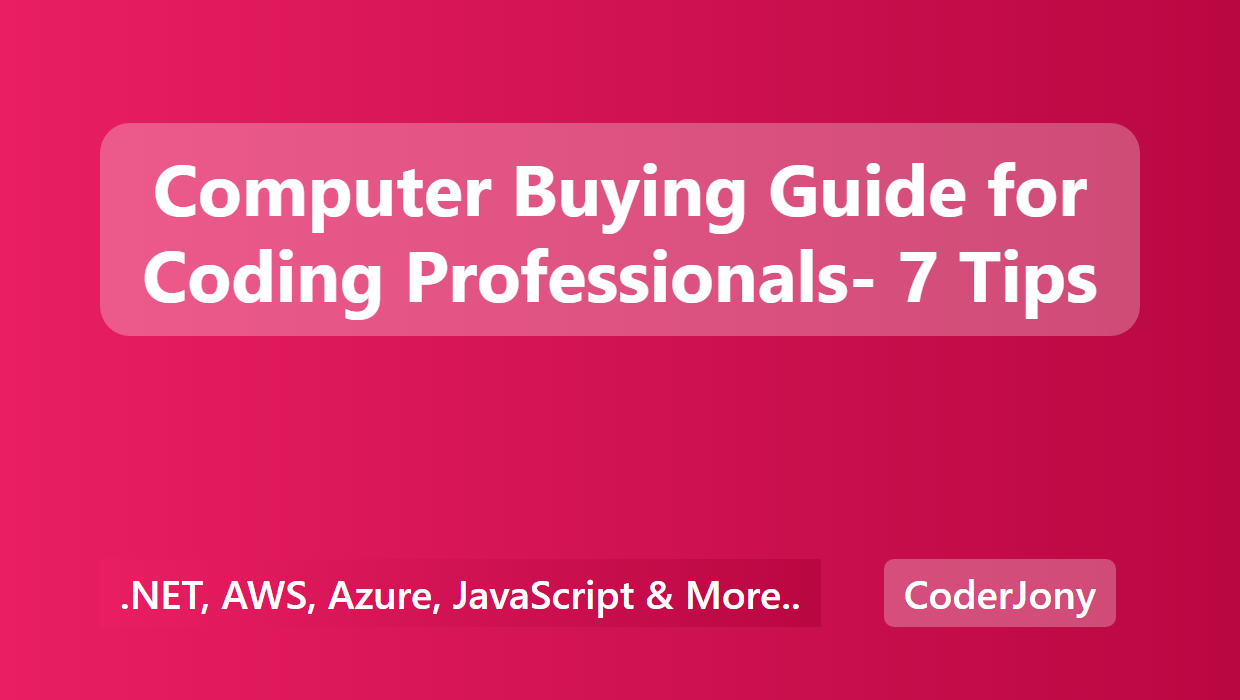 Computer Buying Guide for
Coding Professionals- 7 Tips
.NET, AWS, Azure, JavaScript & More..
CoderJony